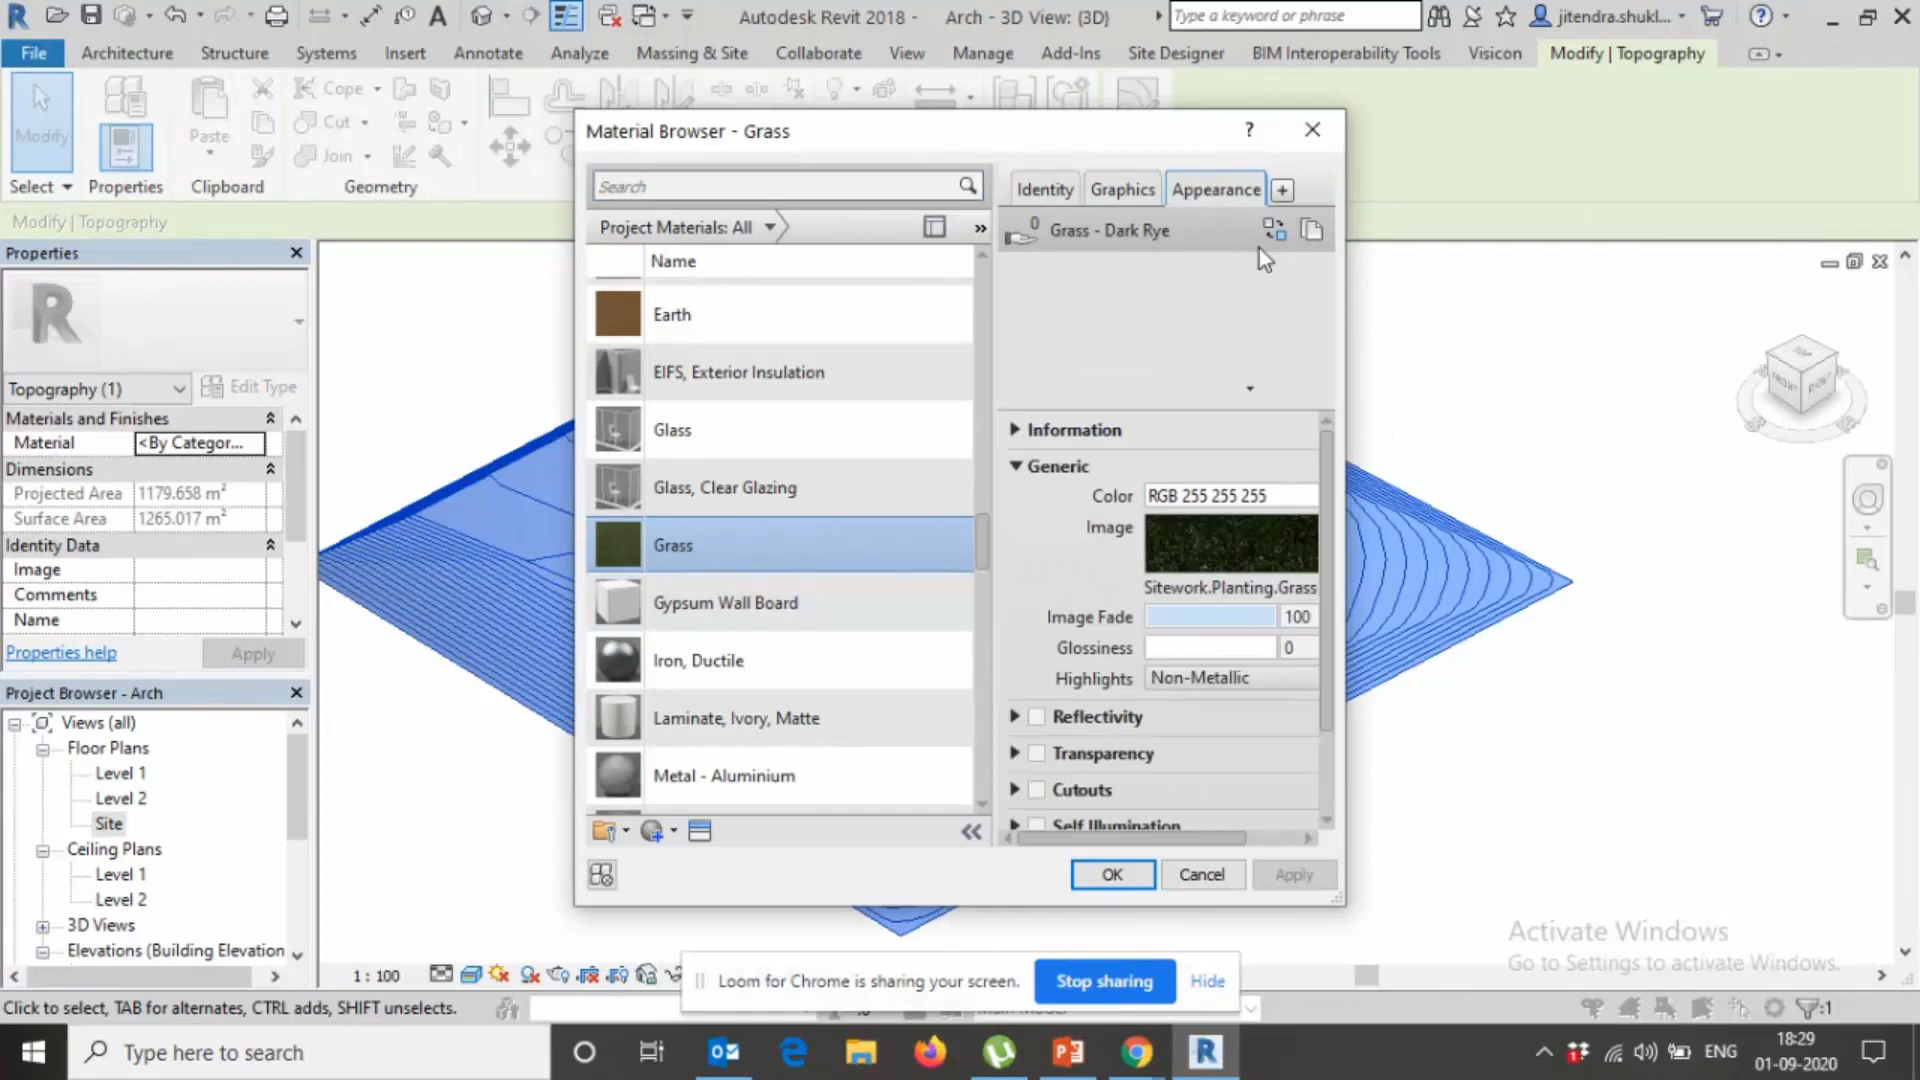 Autodesk Revit 2018 - Arch - 3D View: {3D}
Type a keyword or phrase
jitendra.shukl...
File
Architecture
Structure
Systems
Insert
Annotate
Analyze
Massing & Site
Collaborate
View
Manage
Add-Ins
Site Designer
BIM Interoperability Tools
Visicon
Modify | Topography
Modify
Paste
Cope
Cut
Join
Select
Properties
Clipboard
Geometry
Modify | Topography
Properties
Topography (1)
Edit Type
Materials and Finishes
Material <By Categor...
Dimensions
Projected Area 1179.658 m²
Surface Area 1265.017 m²
Identity Data
Image
Comments
Name
Properties help
Apply
Project Browser - Arch
Views (all)
Floor Plans
Level 1
Level 2
Site
Ceiling Plans
Level 1
Level 2
3D Views
Elevations (Building Elevation
Material Browser - Grass
Search
Project Materials: All
Name
Earth
EIFS, Exterior Insulation
Glass
Glass, Clear Glazing
Grass
Gypsum Wall Board
Iron, Ductile
Laminate, Ivory, Matte
Metal - Aluminium
Identity
Graphics
Appearance
0
Grass - Dark Rye
Information
Generic
Color RGB 255 255 255
Image
Sitework.Planting.Grass
Image Fade 100
Glossiness 0
Highlights Non-Metallic
Reflectivity
Transparency
Cutouts
Self Illumination
OK
Cancel
Apply
TOP
FRONT
RIGHT
Activate Windows
Go to Settings to activate Windows.
1 : 100
Loom for Chrome is sharing your screen.
Stop sharing
Hide
Click to select, TAB for alternates, CTRL adds, SHIFT unselects.
:1
Type here to search
ENG
18:29
01-09-2020